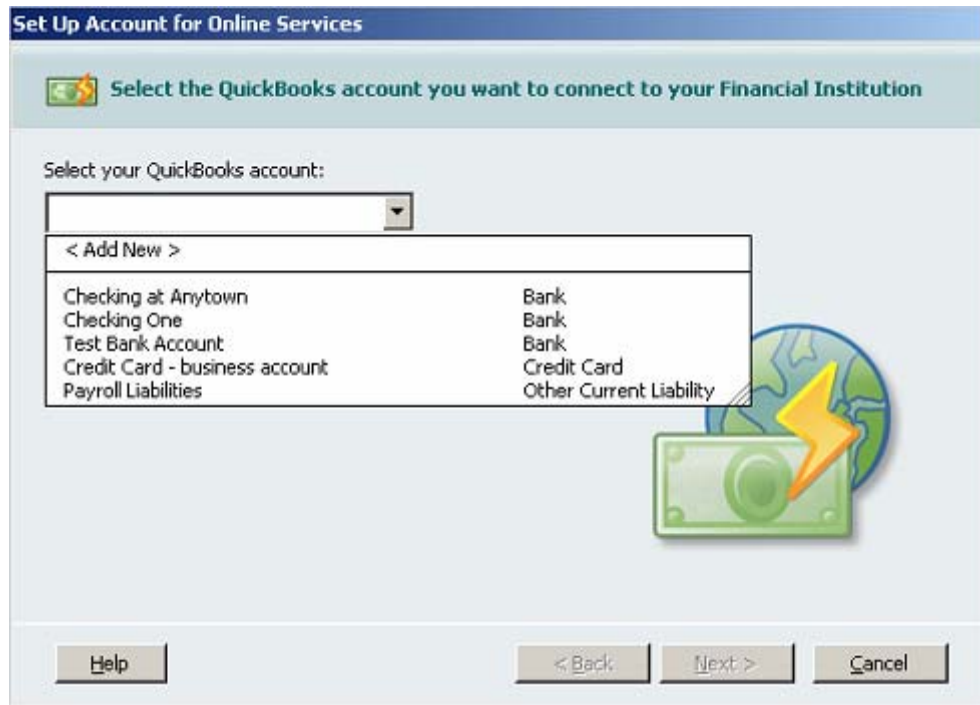 Set Up Account for Online Services
Select the QuickBooks account you want to connect to your Financial Institution
Select your QuickBooks account:
< Add New >
Checking at Anytown Bank
Checking One Bank
Test Bank Account Bank
Credit Card - business account Credit Card
Payroll Liabilities Other Current Liability
Help < Back Next > Cancel